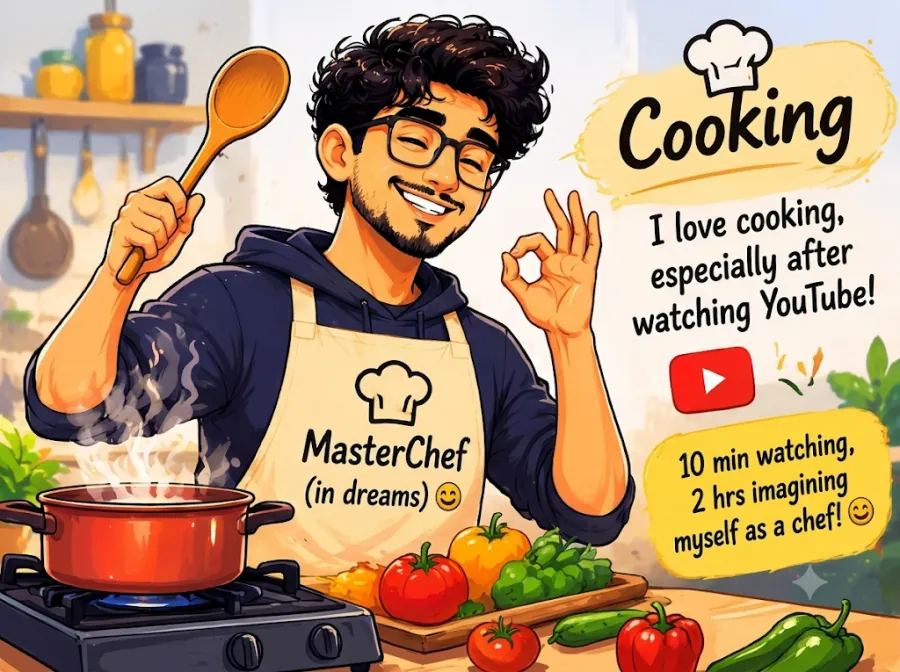 Cooking
I love cooking,
especially after
watching YouTube!
MasterChef
(in dreams) 😊
10 min watching,
2 hrs imagining
myself as a chef! 😊